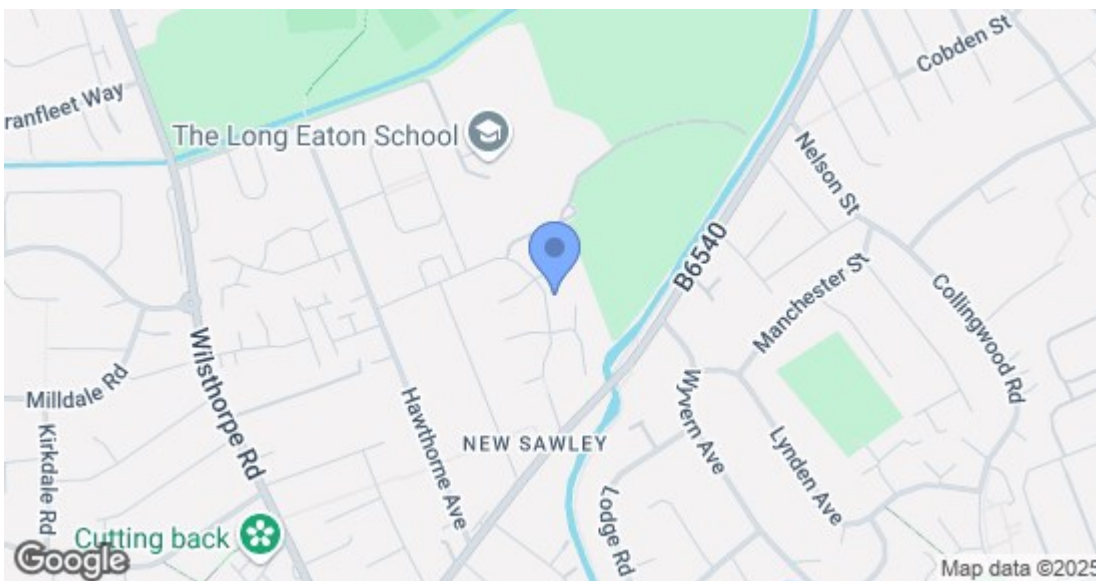 Cobden St
ranfleet Way
The Long Eaton School
Nelson St
B6540
Manchester St
Collingwood Rd
Wilsthorpe Rd
Milldale Rd
Hawthorne Ave
Wyvern Ave
Kirkdale Rd
NEW SAWLEY
Lynden Ave
Lodge Rd
Cutting back
Google
Map data ©2025